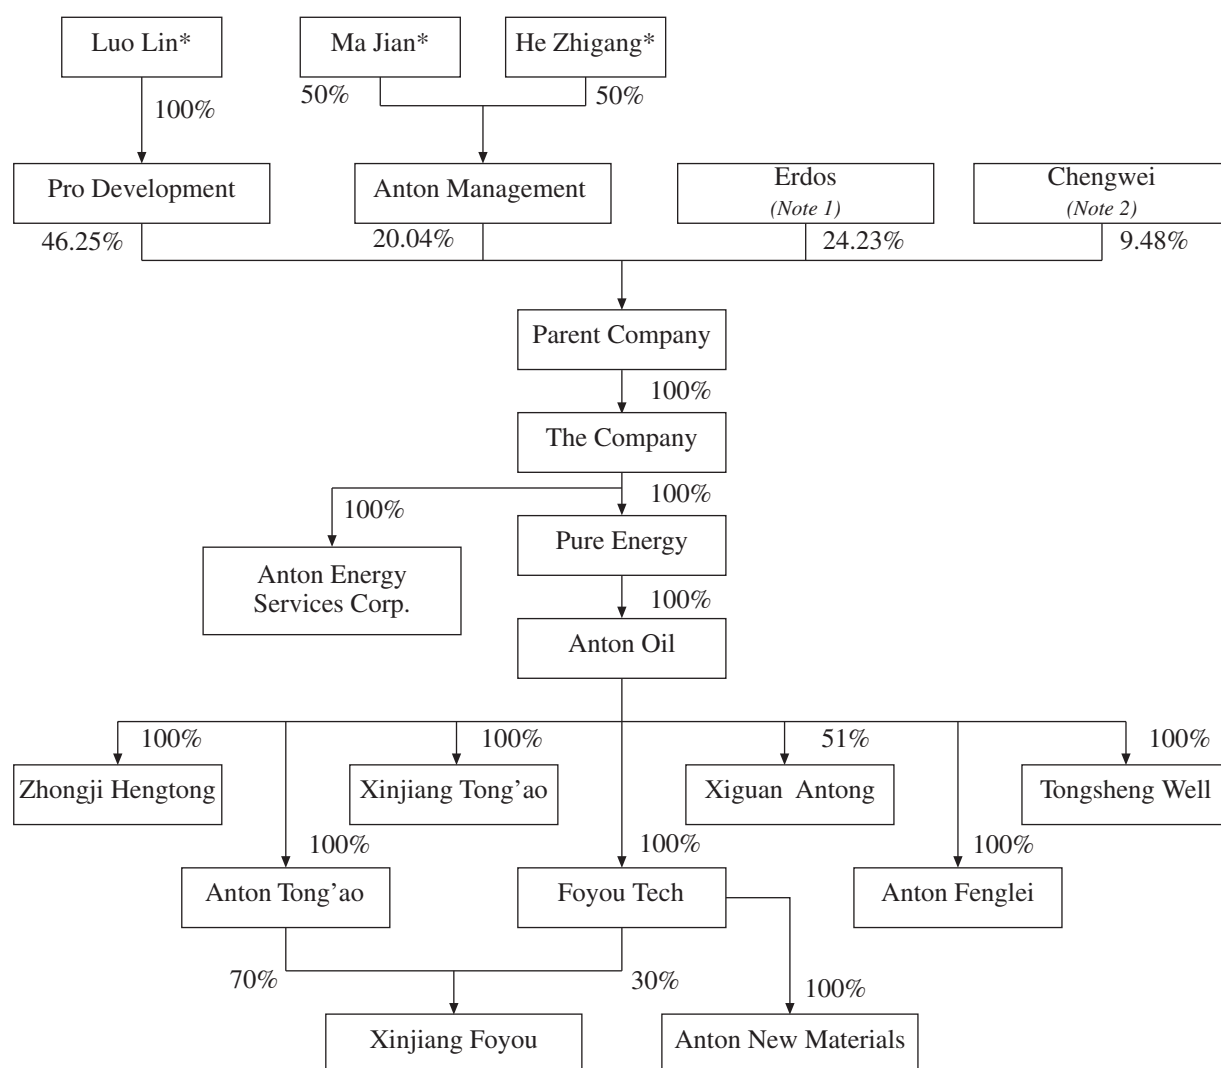 Luo Lin*
Ma Jian*
He Zhigang*
100%
50%
50%
Pro Development
Anton Management
Erdos
(Note 1)
Chengwei
(Note 2)
46.25%
20.04%
24.23%
9.48%
Parent Company
100%
The Company
100%
100%
Pure Energy
Anton Energy
Services Corp.
100%
Anton Oil
100%
100%
51%
100%
Zhongji Hengtong
Xinjiang Tong’ao
Xiguan Antong
Tongsheng Well
100%
100%
100%
Anton Tong’ao
Foyou Tech
Anton Fenglei
70%
30%
100%
Xinjiang Foyou
Anton New Materials